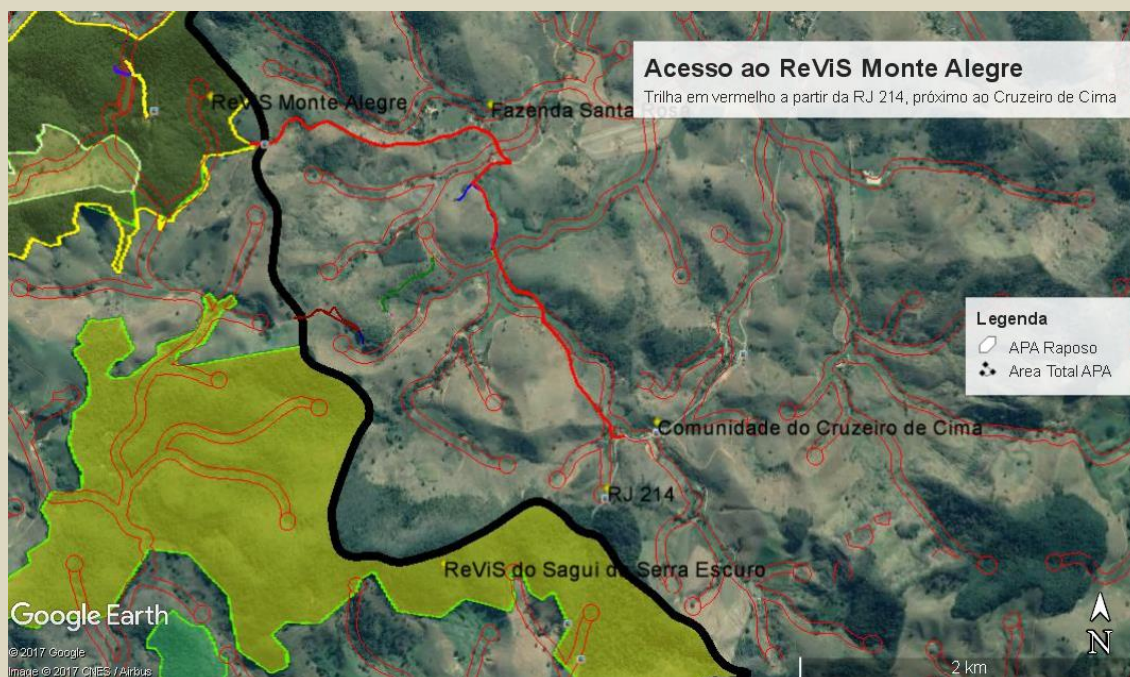 Acesso ao ReViS Monte Alegre
Trilha em vermelho a partir da RJ 214, próximo ao Cruzeiro de Cima
ReViS Monte Alegre
Fazenda Santa Rosa
Legenda
APA Raposo
Area Total APA
Comunidade do Cruzeiro de Cima
RJ 214
ReViS do Sagui da Serra Escuro
Google Earth
© 2017 Google
Image © 2017 CNES / Airbus
N
2 km